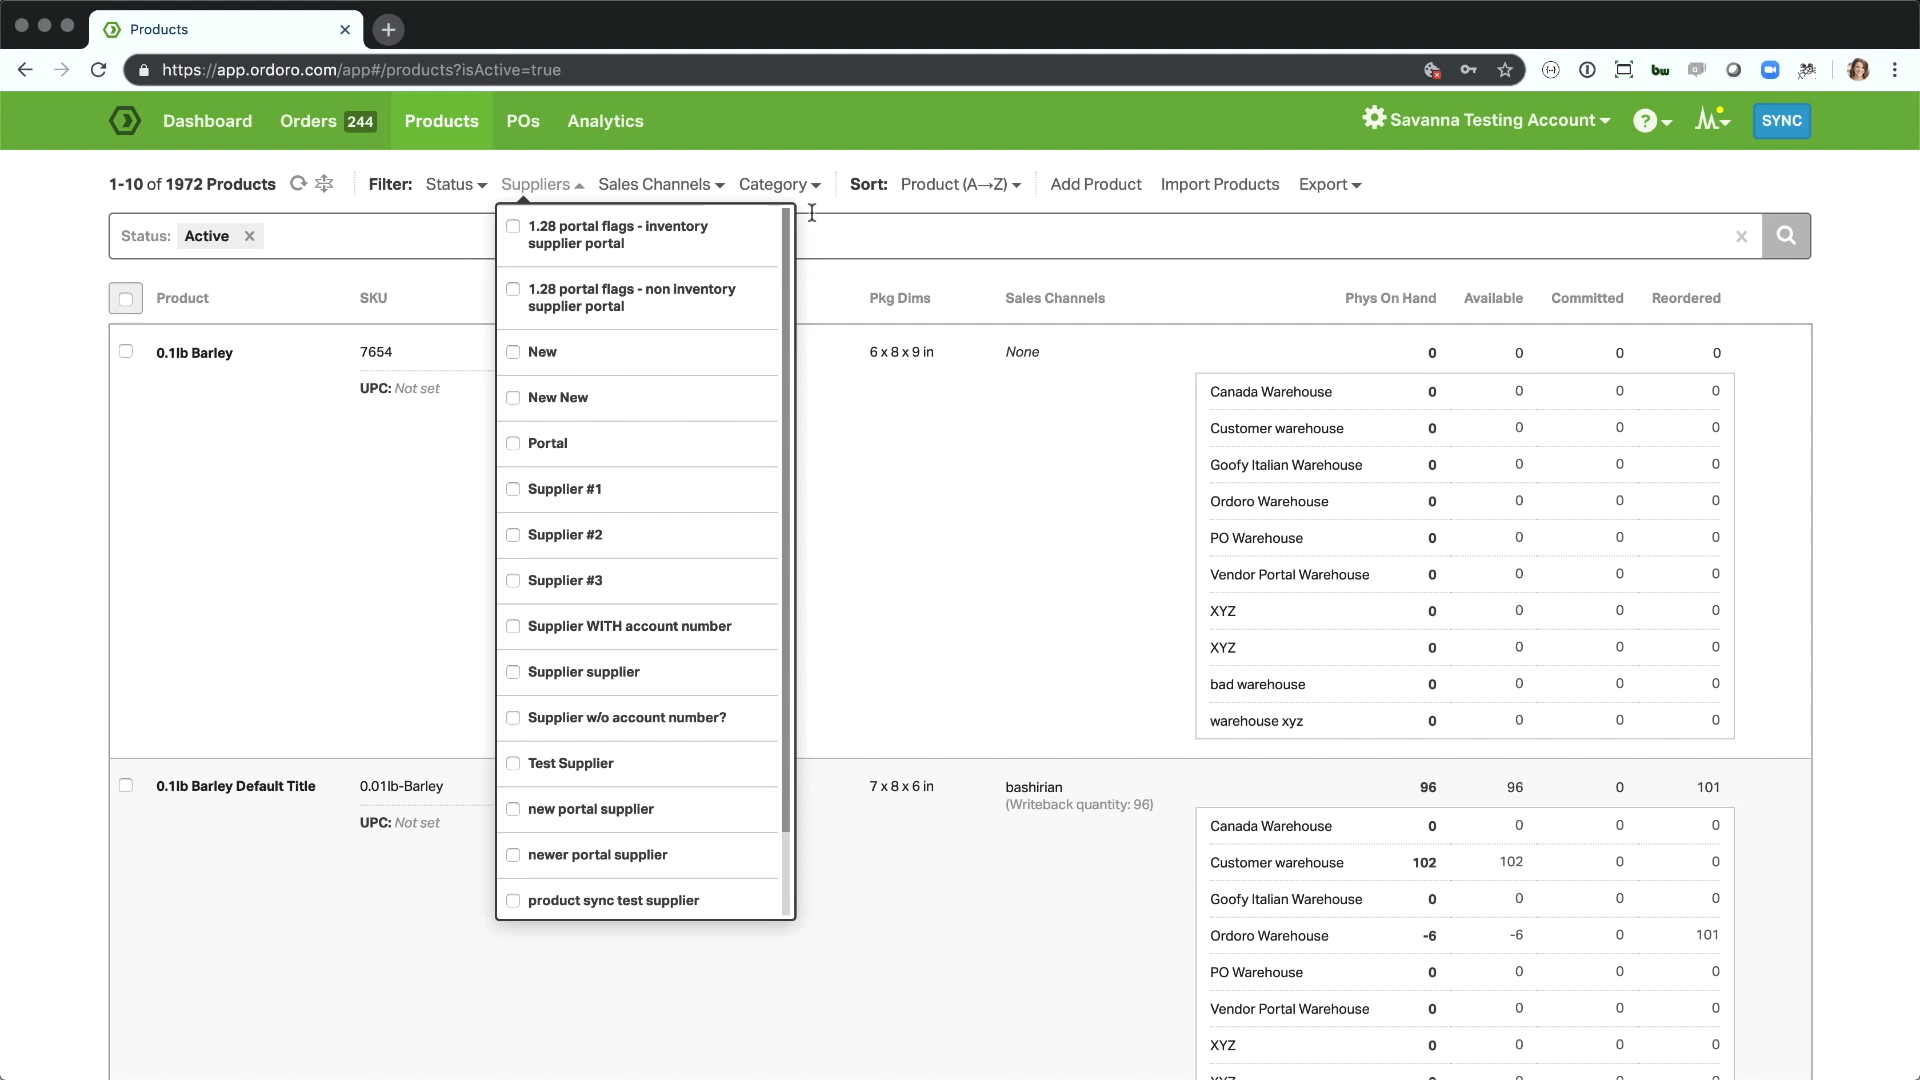 Products
https://app.ordoro.com/app#/products?isActive=true
bw
Dashboard
Orders 244
Products
POs
Analytics
Savanna Testing Account
?
SYNC
1-10 of 1972 Products
Filter: Status Suppliers Sales Channels Category
Sort: Product (A→Z)
Add Product
Import Products
Export
Status: Active ×
1.28 portal flags - inventory
supplier portal
1.28 portal flags - non inventory
supplier portal
New
New New
Portal
Supplier #1
Supplier #2
Supplier #3
Supplier WITH account number
Supplier supplier
Supplier w/o account number?
Test Supplier
new portal supplier
newer portal supplier
product sync test supplier
Product SKU Pkg Dims Sales Channels Phys On Hand Available Committed Reordered
0.1lb Barley 7654 6 x 8 x 9 in None 0 0 0 0
UPC: Not set
Canada Warehouse 0 0 0 0
Customer warehouse 0 0 0 0
Goofy Italian Warehouse 0 0 0 0
Ordoro Warehouse 0 0 0 0
PO Warehouse 0 0 0 0
Vendor Portal Warehouse 0 0 0 0
XYZ 0 0 0 0
XYZ 0 0 0 0
bad warehouse 0 0 0 0
warehouse xyz 0 0 0 0
0.1lb Barley Default Title 0.01lb-Barley 7 x 8 x 6 in bashirian 96 96 0 101
(Writeback quantity: 96)
UPC: Not set
Canada Warehouse 0 0 0 0
Customer warehouse 102 102 0 0
Goofy Italian Warehouse 0 0 0 0
Ordoro Warehouse -6 -6 0 101
PO Warehouse 0 0 0 0
Vendor Portal Warehouse 0 0 0 0
XYZ 0 0 0 0